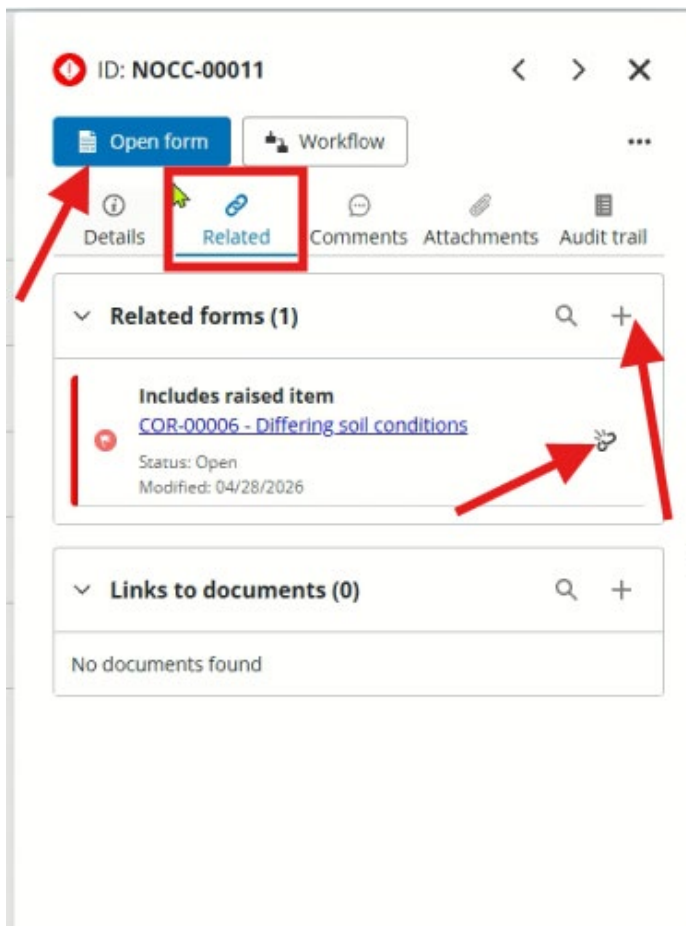 ID: NOCC-00011
Open form
Workflow
Details
Related
Comments
Attachments
Audit trail
Related forms (1)
Includes raised item
COR-00006 - Differing soil conditions
Status: Open
Modified: 04/28/2026
Links to documents (0)
No documents found